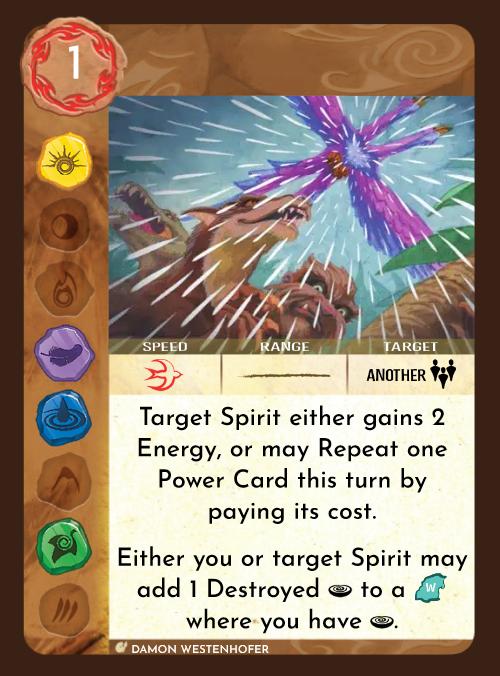 1
SPEED RANGE TARGET
ANOTHER
Target Spirit either gains 2
Energy, or may Repeat one
Power Card this turn by
paying its cost.
Either you or target Spirit may
add 1 Destroyed to a W
where you have .
DAMON WESTENHOFER